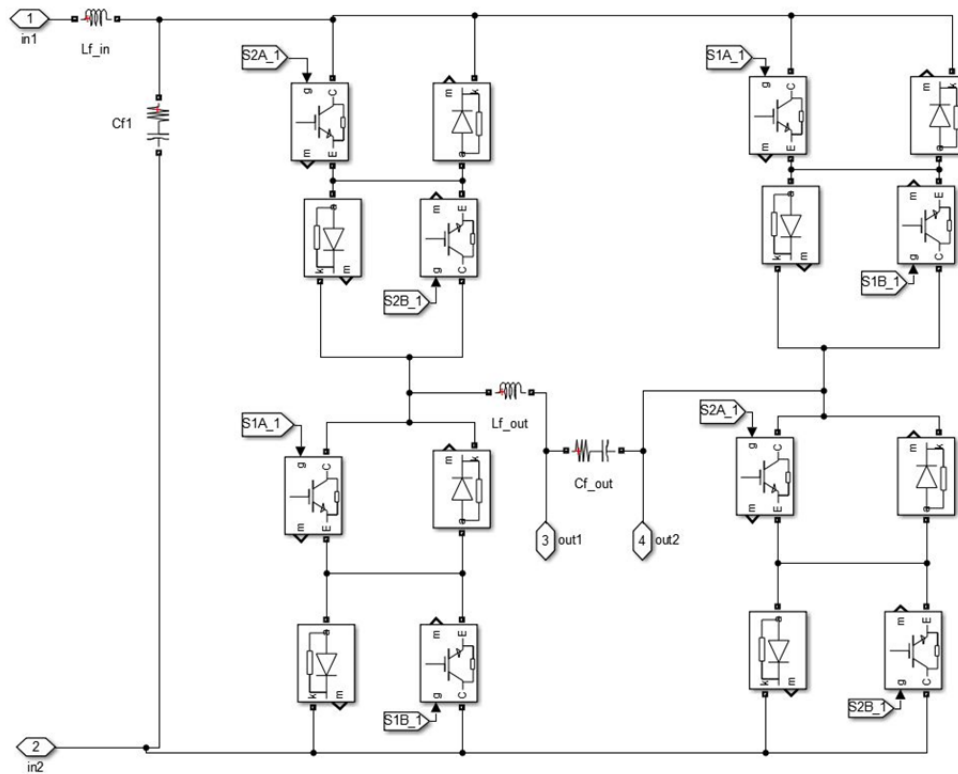 1
in1
Lf_in
Cf1
S2A_1
g
C
m
E
m
k
a
S1A_1
g
C
m
E
m
k
a
a
k
m
m
E
g
C
S2B_1
a
k
m
m
E
g
C
S1B_1
Lf_out
Cf_out
3
out1
4
out2
S1A_1
g
C
m
E
m
k
a
S2A_1
g
C
m
E
m
k
a
a
k
m
m
E
g
C
S1B_1
a
k
m
m
E
g
C
S2B_1
2
in2